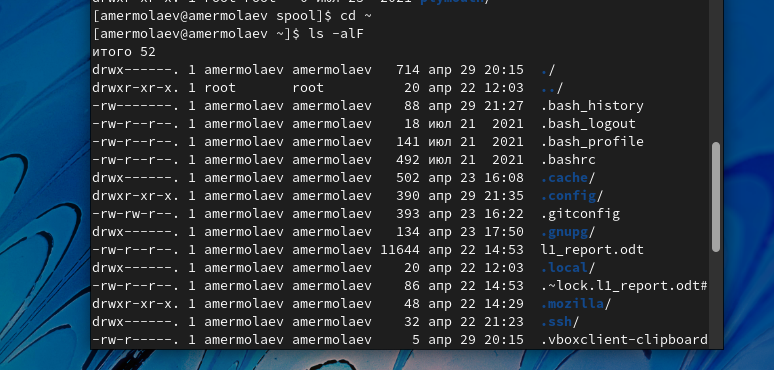 [amermolaev@amermolaev spool]$ cd ~
[amermolaev@amermolaev ~]$ ls -alF
итого 52
drwx------. 1 amermolaev amermolaev 714 апр 29 20:15 ./
drwxr-xr-x. 1 root root 20 апр 22 12:03 ../
-rw-------. 1 amermolaev amermolaev 88 апр 29 21:27 .bash_history
-rw-r--r--. 1 amermolaev amermolaev 18 июл 21 2021 .bash_logout
-rw-r--r--. 1 amermolaev amermolaev 141 июл 21 2021 .bash_profile
-rw-r--r--. 1 amermolaev amermolaev 492 июл 21 2021 .bashrc
drwx------. 1 amermolaev amermolaev 502 апр 23 16:08 .cache/
drwxr-xr-x. 1 amermolaev amermolaev 390 апр 29 21:35 .config/
-rw-rw-r--. 1 amermolaev amermolaev 393 апр 23 16:22 .gitconfig
drwx------. 1 amermolaev amermolaev 134 апр 23 17:50 .gnupg/
-rw-r--r--. 1 amermolaev amermolaev 11644 апр 22 14:53 l1_report.odt
drwx------. 1 amermolaev amermolaev 20 апр 22 12:03 .local/
-rw-r--r--. 1 amermolaev amermolaev 86 апр 22 14:53 .~lock.l1_report.odt#
drwxr-xr-x. 1 amermolaev amermolaev 48 апр 22 14:29 .mozilla/
drwx------. 1 amermolaev amermolaev 32 апр 22 21:23 .ssh/
-rw-r-----. 1 amermolaev amermolaev 5 апр 29 20:15 .vboxclient-clipboard